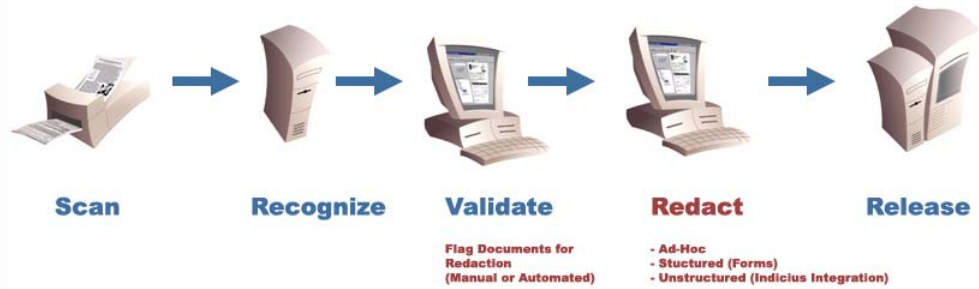 Scan
Recognize
Validate
Redact
Release
Flag Documents for
Redaction
(Manual or Automated)
- Ad-Hoc
- Stuctured (Forms)
- Unstructured (Indicius Integration)